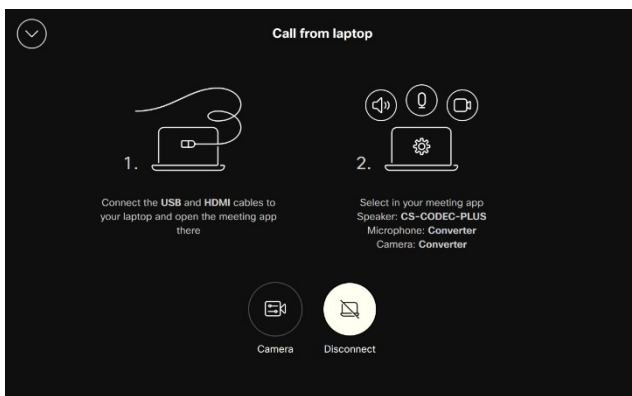 Call from laptop
1.
Connect the USB and HDMI cables to
your laptop and open the meeting app
there
2.
Select in your meeting app
Speaker: CS-CODEC-PLUS
Microphone: Converter
Camera: Converter
Camera
Disconnect